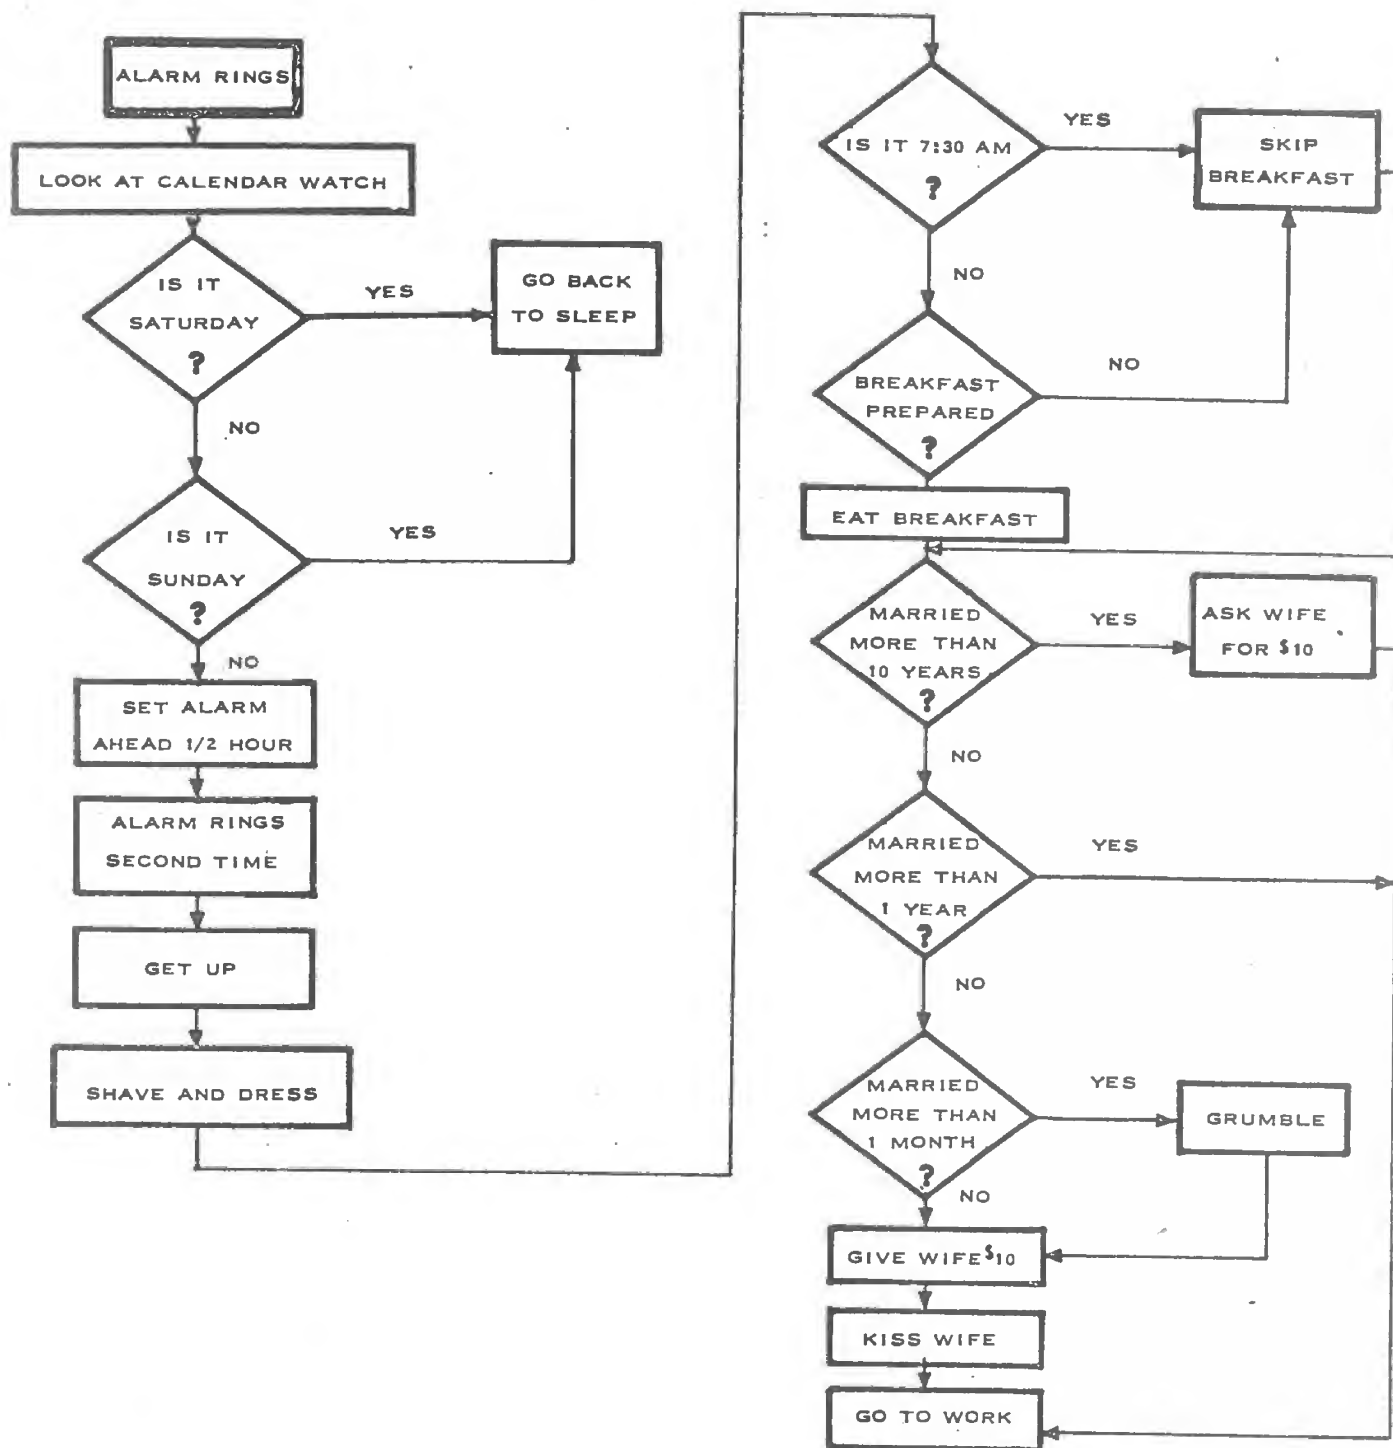 ALARM RINGS
LOOK AT CALENDAR WATCH
IS IT
SATURDAY
?
YES
GO BACK
TO SLEEP
NO
IS IT
SUNDAY
?
YES
NO
SET ALARM
AHEAD 1/2 HOUR
ALARM RINGS
SECOND TIME
GET UP
SHAVE AND DRESS
IS IT 7:30 AM
?
YES
SKIP
BREAKFAST
NO
BREAKFAST
PREPARED
?
NO
EAT BREAKFAST
MARRIED
MORE THAN
10 YEARS
?
YES
ASK WIFE
FOR $10
NO
MARRIED
MORE THAN
1 YEAR
?
YES
NO
MARRIED
MORE THAN
1 MONTH
?
YES
GRUMBLE
NO
GIVE WIFE $10
KISS WIFE
GO TO WORK